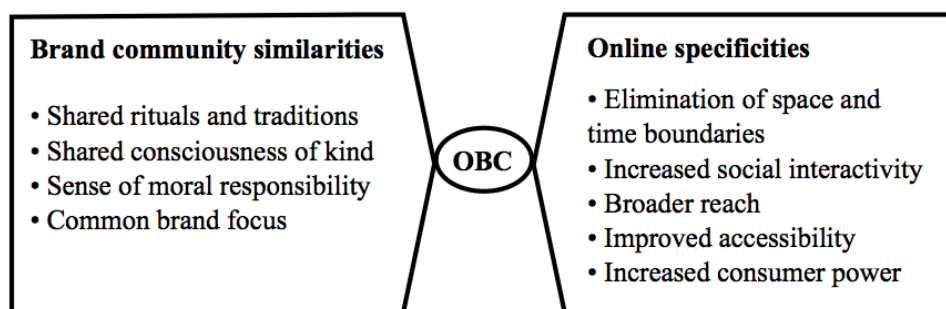 Brand community similarities
• Shared rituals and traditions
• Shared consciousness of kind
• Sense of moral responsibility
• Common brand focus
OBC
Online specificities
• Elimination of space and
time boundaries
• Increased social interactivity
• Broader reach
• Improved accessibility
• Increased consumer power